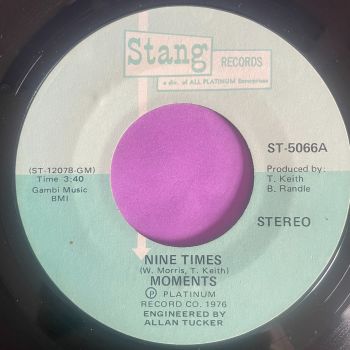 Stang
RECORDS
a div. of ALL PLATINUM Enterprises
ST-5066A
(ST-12078-GM)
Time 3:40
Gambi Music
BMI
Produced by:
T. Keith
B. Randle
STEREO
NINE TIMES
(W. Morris, T. Keith)
MOMENTS
Ⓟ PLATINUM
RECORD CO. 1976
ENGINEERED BY
ALLAN TUCKER